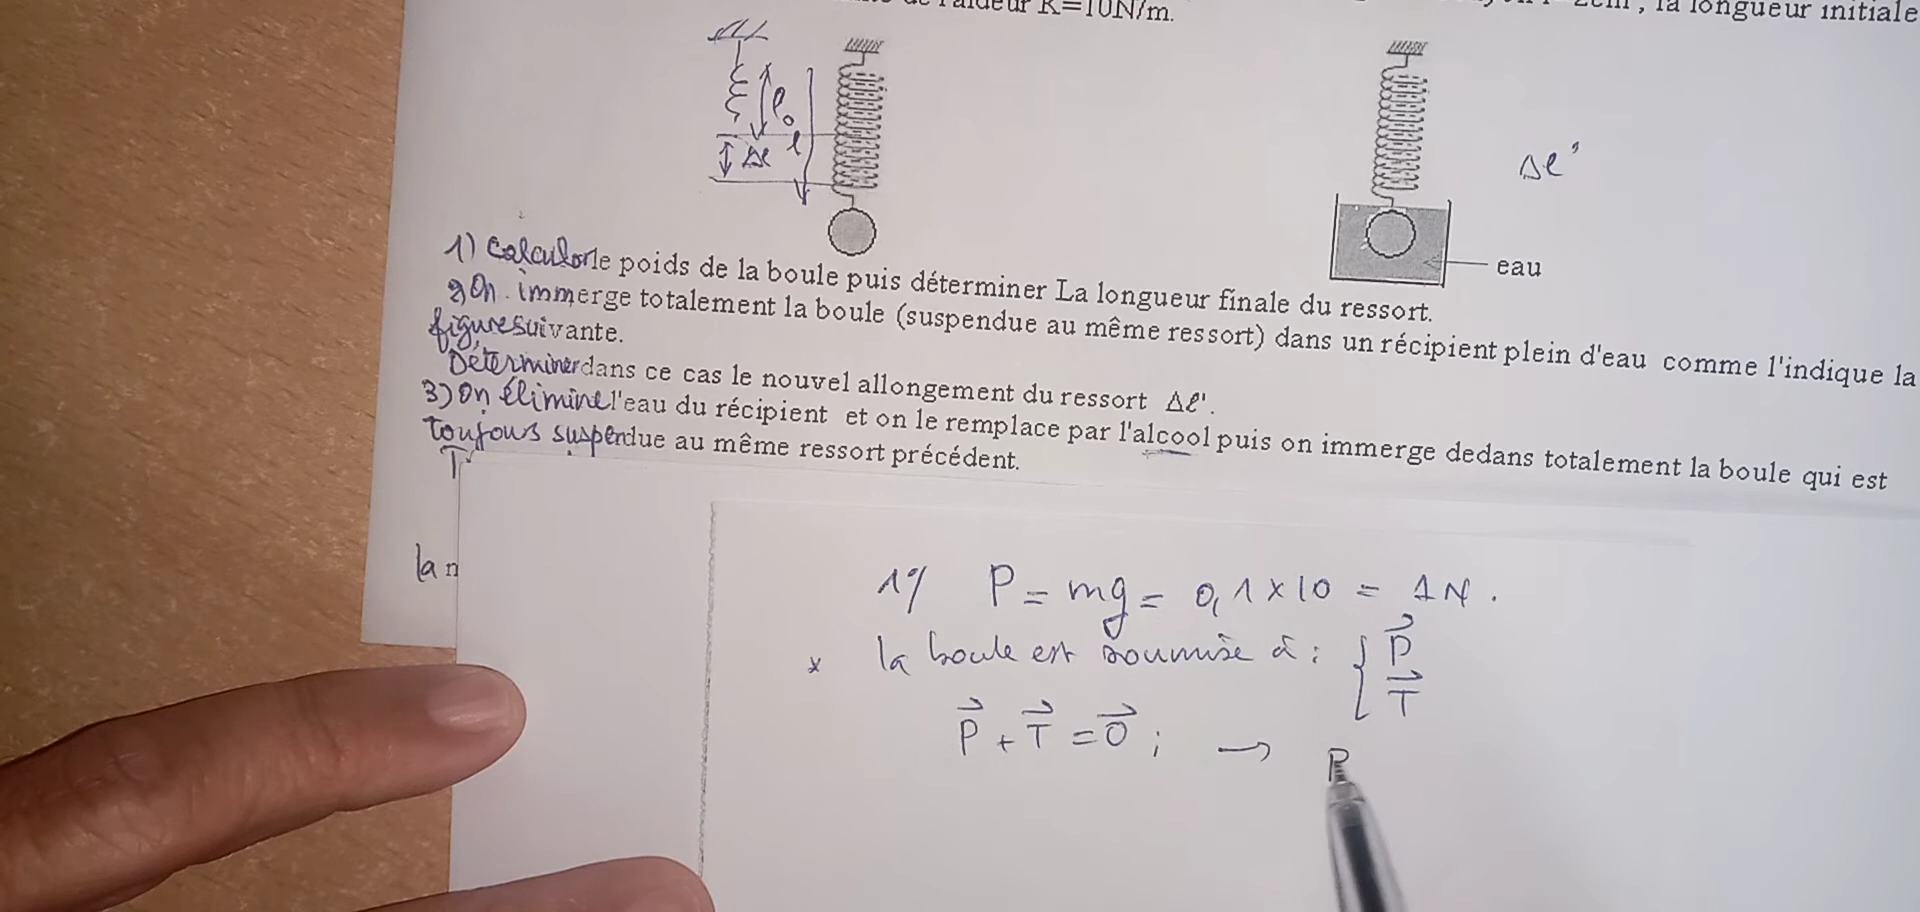 K=10N/m.
la longueur initiale
l₀
l
Δl
Δl'
eau
1) Calculer le poids de la boule puis déterminer La longueur finale du ressort.
2) On immerge totalement la boule (suspendue au même ressort) dans un récipient plein d'eau comme l'indique la
figure suivante.
Déterminer dans ce cas le nouvel allongement du ressort Δℓ'.
3) On élimine l'eau du récipient et on le remplace par l'alcool puis on immerge dedans totalement la boule qui est
toujours suspendue au même ressort précédent.
la
1°/ P = mg = 0,1 x 10 = 1N.
x la boule est soumise à : { P⃗
T⃗
P⃗ + T⃗ = 0⃗ ; → P